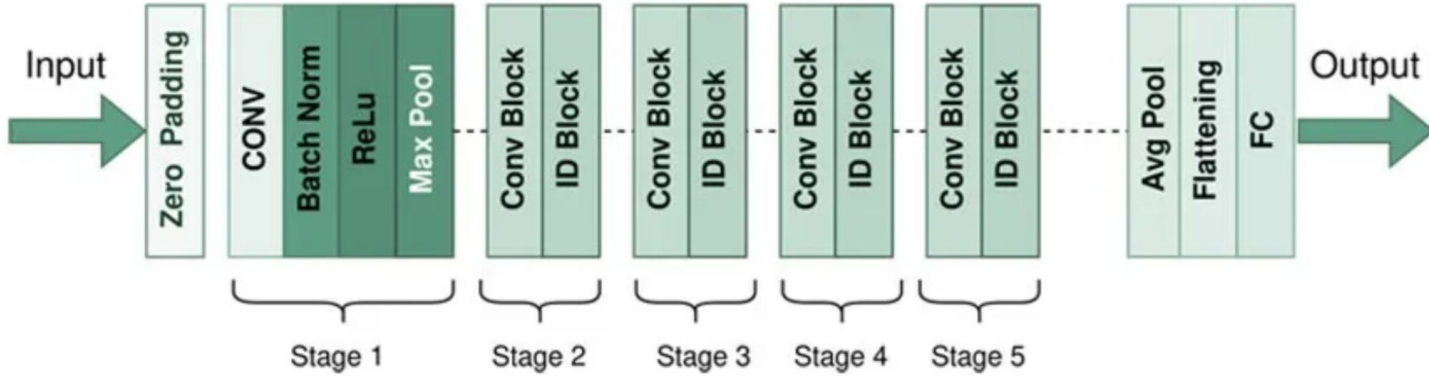 Input
Zero Padding
CONV
Batch Norm
ReLu
Max Pool
Conv Block
ID Block
Conv Block
ID Block
Conv Block
ID Block
Conv Block
ID Block
Avg Pool
Flattening
FC
Output
Stage 1
Stage 2
Stage 3
Stage 4
Stage 5